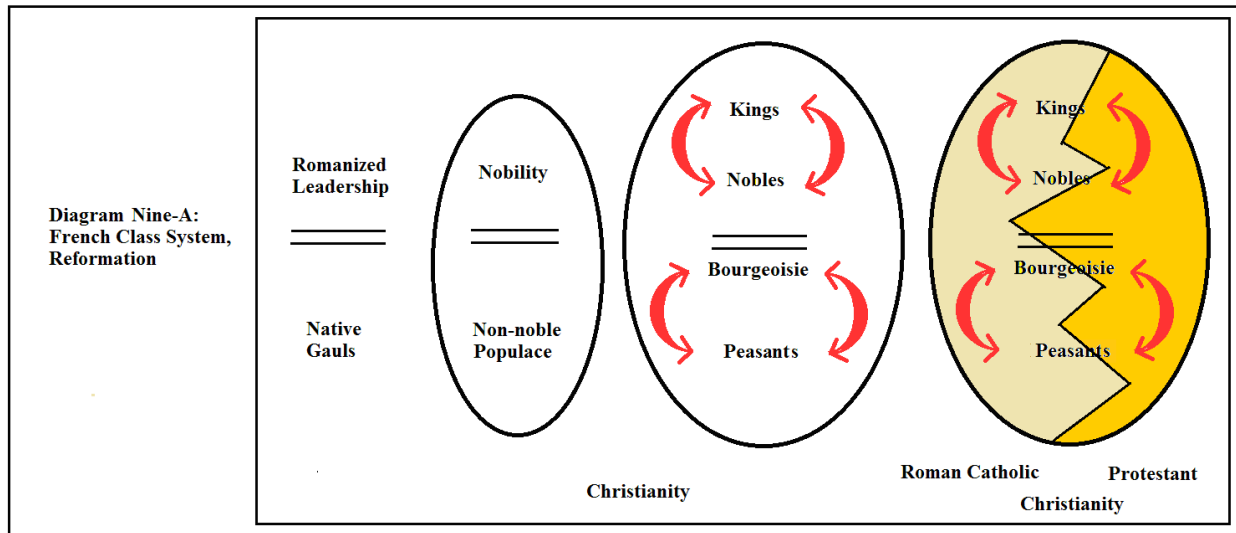 Diagram Nine-A:
French Class System,
Reformation
Romanized
Leadership
Native
Gauls
Nobility
Non-noble
Populace
Kings
Nobles
Bourgeoisie
Peasants
Christianity
Kings
Nobles
Bourgeoisie
Peasants
Roman Catholic
Protestant
Christianity